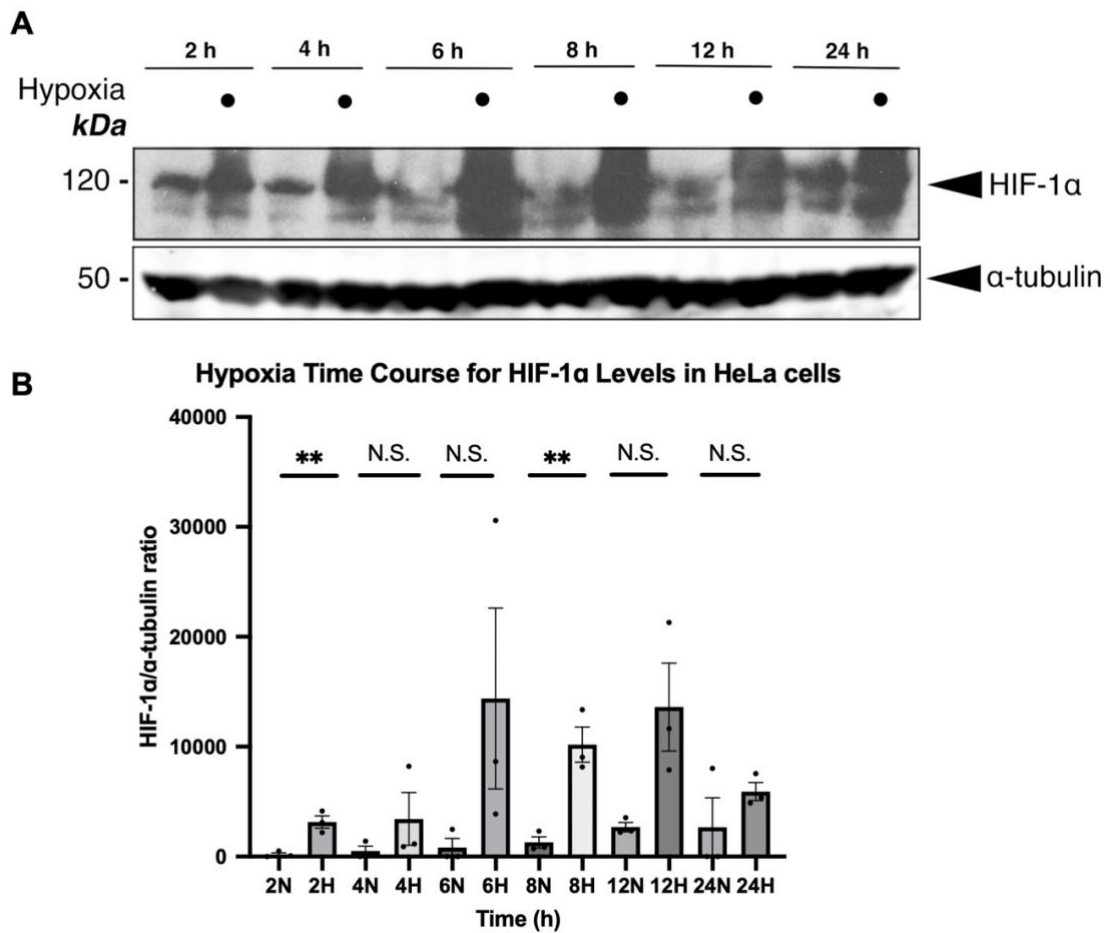 A
2 h 4 h 6 h 8 h 12 h 24 h
Hypoxia
kDa
120 - HIF-1α
50 - α-tubulin
B
Hypoxia Time Course for HIF-1α Levels in HeLa cells
40000
30000
20000
10000
0
HIF-1α/α-tubulin ratio
** N.S. N.S. ** N.S. N.S.
2N 2H 4N 4H 6N 6H 8N 8H 12N 12H 24N 24H
Time (h)